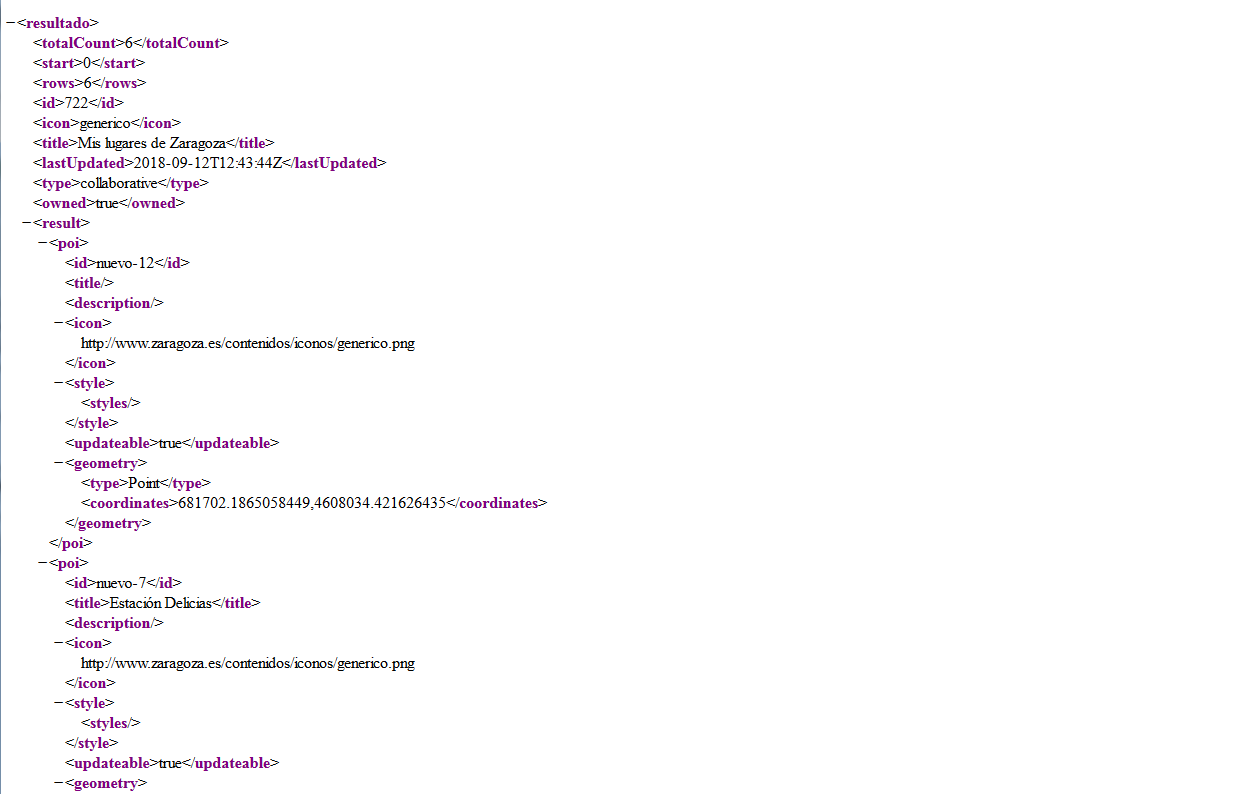 −<resultado>
<totalCount>6</totalCount>
<start>0</start>
<rows>6</rows>
<id>722</id>
<icon>generico</icon>
<title>Mis lugares de Zaragoza</title>
<lastUpdated>2018-09-12T12:43:44Z</lastUpdated>
<type>collaborative</type>
<owned>true</owned>
−<result>
−<poi>
<id>nuevo-12</id>
<title/>
<description/>
−<icon>
http://www.zaragoza.es/contenidos/iconos/generico.png
</icon>
−<style>
<styles/>
</style>
<updateable>true</updateable>
−<geometry>
<type>Point</type>
<coordinates>681702.1865058449,4608034.421626435</coordinates>
</geometry>
</poi>
−<poi>
<id>nuevo-7</id>
<title>Estación Delicias</title>
<description/>
−<icon>
http://www.zaragoza.es/contenidos/iconos/generico.png
</icon>
−<style>
<styles/>
</style>
<updateable>true</updateable>
−<geometry>